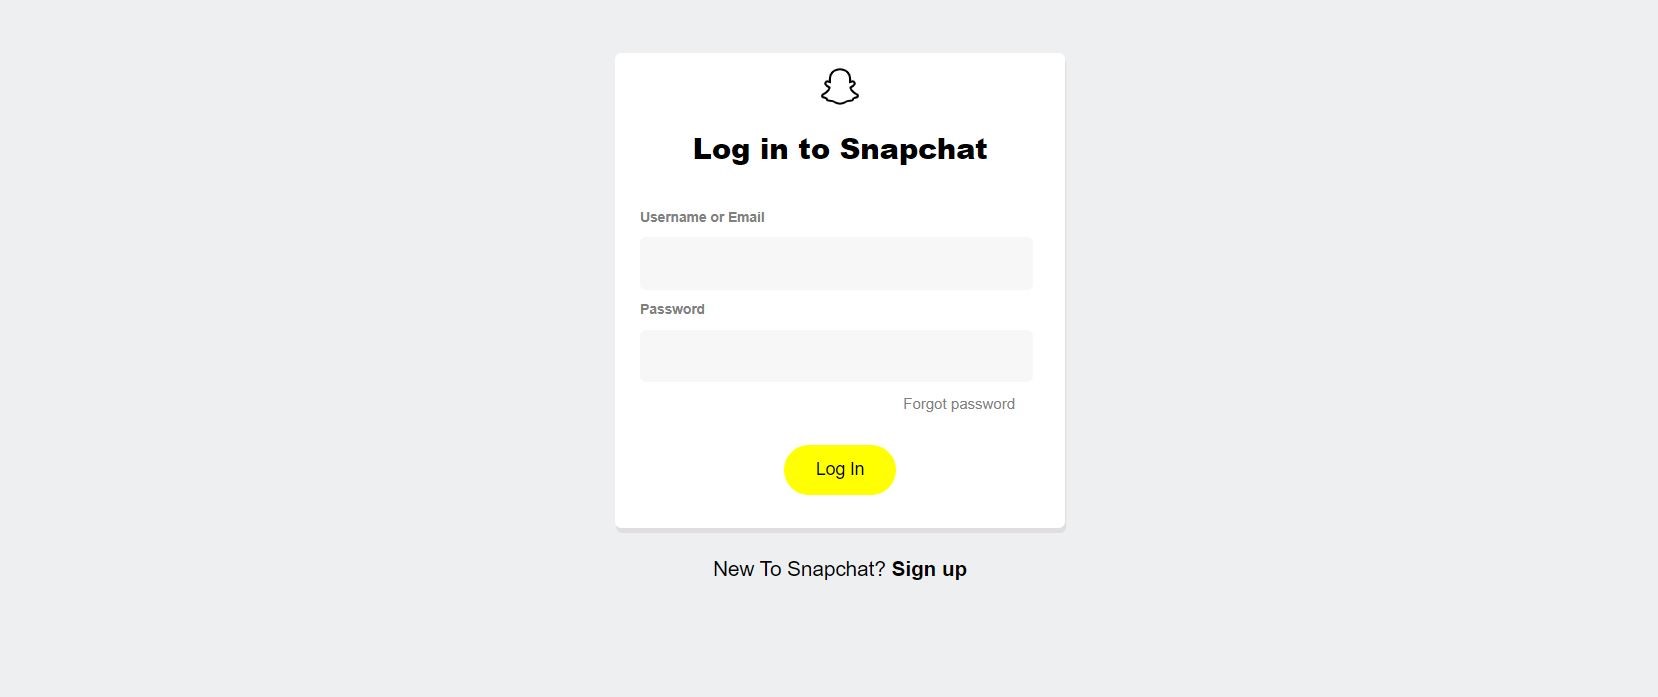 Log in to Snapchat
Username or Email
Password
Forgot password
Log In
New To Snapchat? Sign up